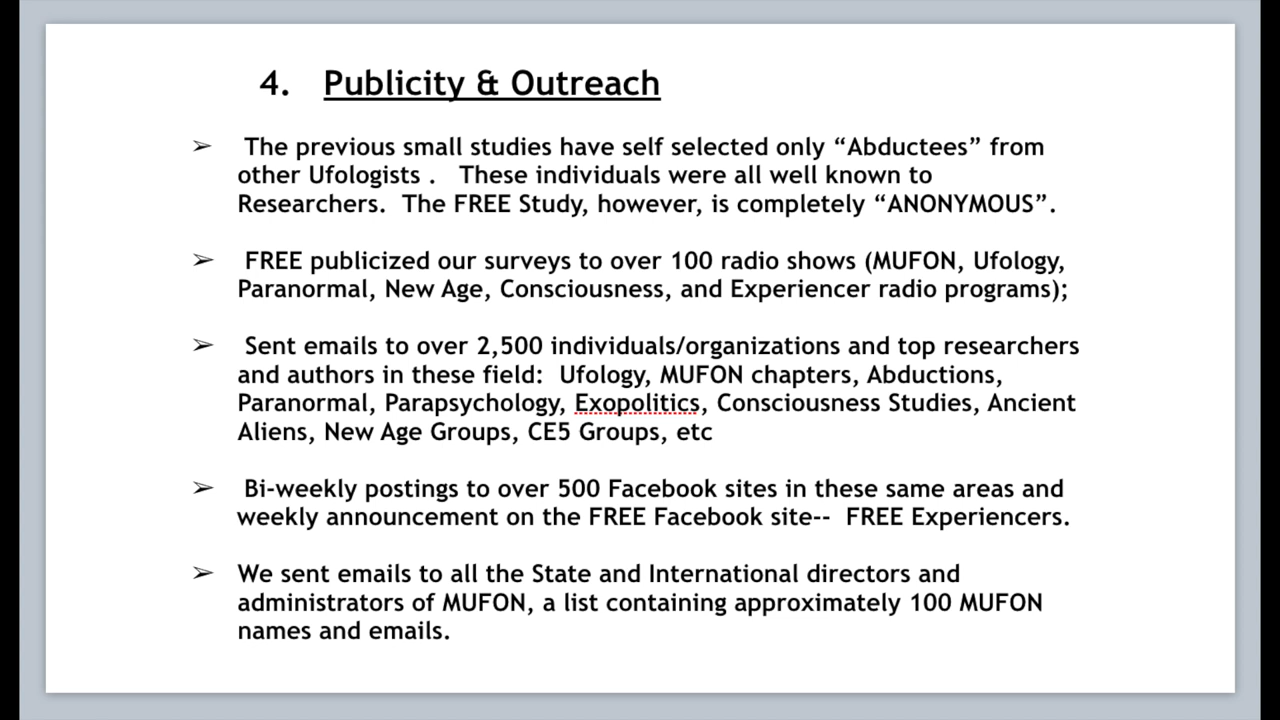 4. Publicity & Outreach
➢ The previous small studies have self selected only “Abductees” from
other Ufologists . These individuals were all well known to
Researchers. The FREE Study, however, is completely “ANONYMOUS”.
➢ FREE publicized our surveys to over 100 radio shows (MUFON, Ufology,
Paranormal, New Age, Consciousness, and Experiencer radio programs);
➢ Sent emails to over 2,500 individuals/organizations and top researchers
and authors in these field: Ufology, MUFON chapters, Abductions,
Paranormal, Parapsychology, Exopolitics, Consciousness Studies, Ancient
Aliens, New Age Groups, CE5 Groups, etc
➢ Bi-weekly postings to over 500 Facebook sites in these same areas and
weekly announcement on the FREE Facebook site-- FREE Experiencers.
➢ We sent emails to all the State and International directors and
administrators of MUFON, a list containing approximately 100 MUFON
names and emails.